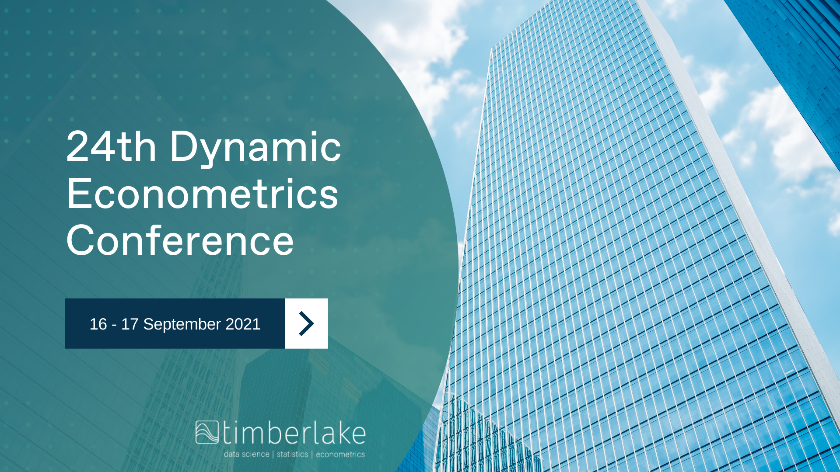 24th Dynamic
Econometrics
Conference
16 - 17 September 2021
timberlake
data science | statistics | econometrics